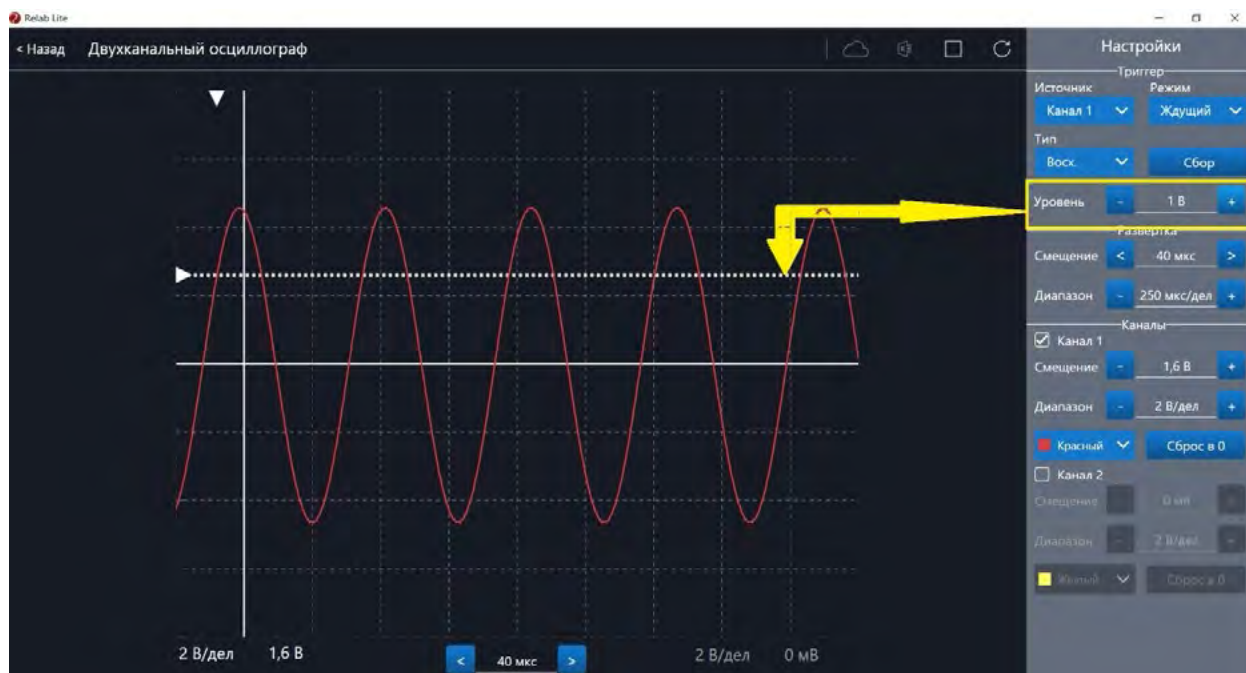 Relab Lite
< Назад Двухканальный осциллограф
Настройки
Триггер
Источник Режим
Канал 1 Ждущий
Тип
Восх. Сбор
Уровень - 1 В +
Развертка
Смещение < 40 мкс >
Диапазон - 250 мкс/дел +
Каналы
Канал 1
Смещение - 1,6 В +
Диапазон - 2 В/дел +
Красный Сброс в 0
Канал 2
Смещение - 0 мВ +
Диапазон - 2 В/дел +
Желтый Сброс в 0
2 В/дел 1,6 В < 40 мкс > 2 В/дел 0 мВ